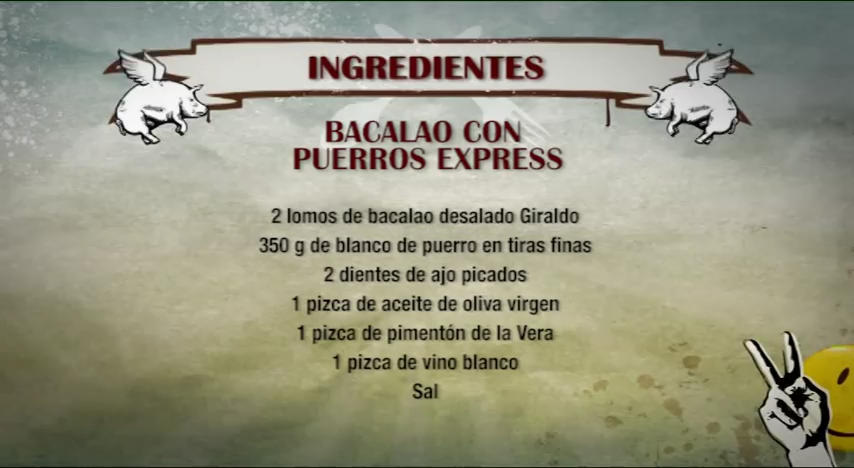 INGREDIENTES
BACALAO CON
PUERROS EXPRESS
2 lomos de bacalao desalado Giraldo
350 g de blanco de puerro en tiras finas
2 dientes de ajo picados
1 pizca de aceite de oliva virgen
1 pizca de pimentón de la Vera
1 pizca de vino blanco
Sal